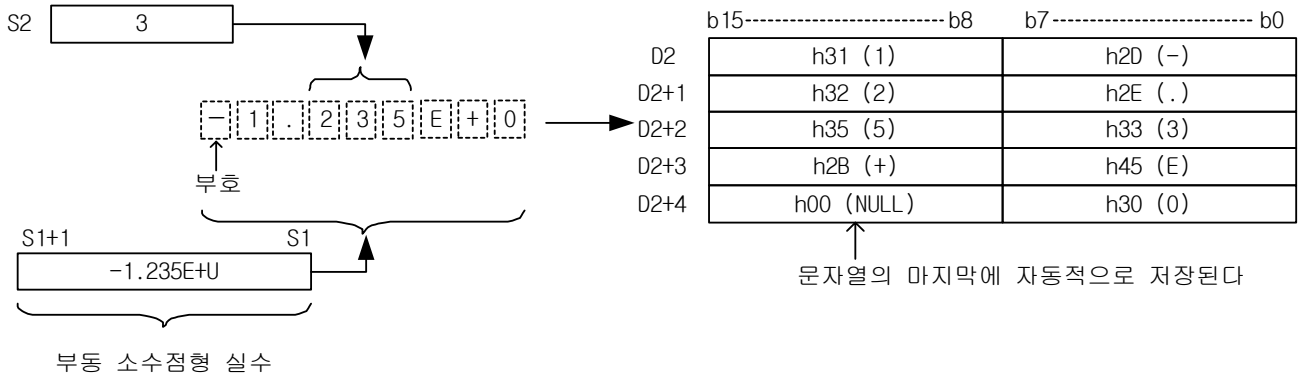 S2 3
- 1 . 2 3 5 E + 0
부호
S1+1 S1
-1.235E+U
부동 소수점형 실수
b15 b8 b7 b0
D2 h31 (1) h2D (-)
D2+1 h32 (2) h2E (.)
D2+2 h35 (5) h33 (3)
D2+3 h2B (+) h45 (E)
D2+4 h00 (NULL) h30 (0)
문자열의 마지막에 자동적으로 저장된다